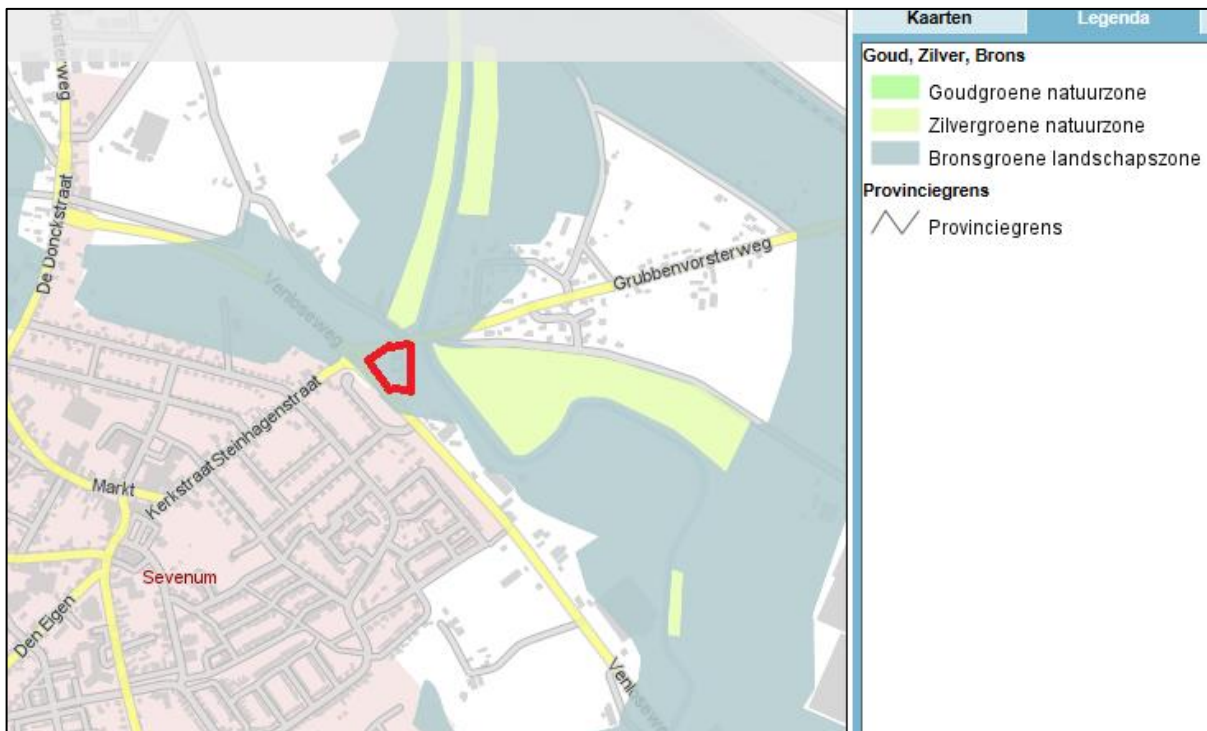 Kaarten
Legenda
Goud, Zilver, Brons
Goudgroene natuurzone
Zilvergroene natuurzone
Bronsgroene landschapszone
Provinciegrens
Provinciegrens
De Donckstraat
Venloseweg
Grubbenvorsterweg
Steinhagenstraat
Kerkstraat
Markt
Sevenum
Den Eigen